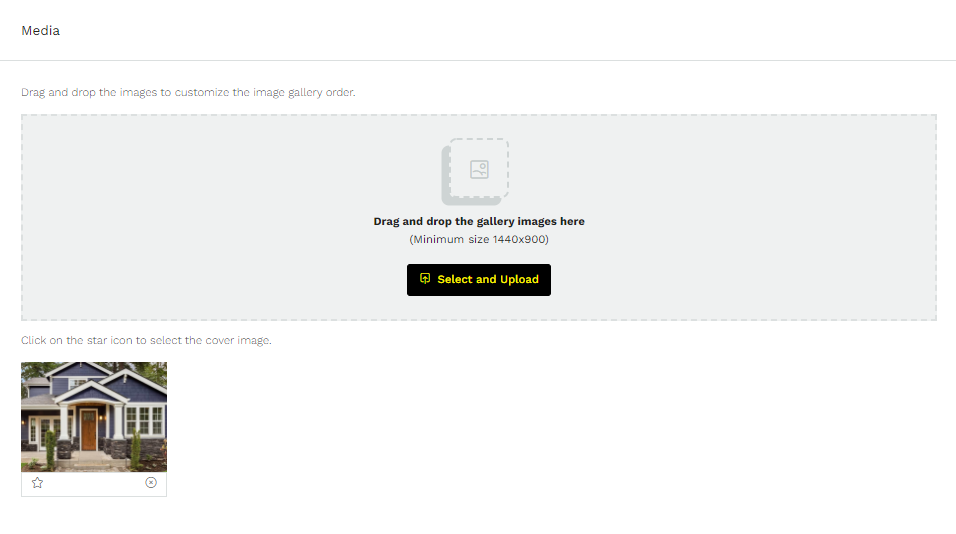 Media
Drag and drop the images to customize the image gallery order.
Drag and drop the gallery images here
(Minimum size 1440x900)
Select and Upload
Click on the star icon to select the cover image.